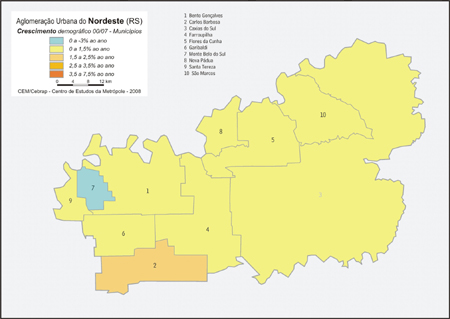 Aglomeração Urbana do Nordeste (RS)
Crescimento demográfico 00/07 - Municípios
0 a -3% ao ano
0 a 1,5% ao ano
1,5 a 2,5% ao ano
2,5 a 3,5% ao ano
3,5 a 7,5% ao ano
0 4 8 12 km
CEM/Cebrap - Centro de Estudos da Metrópole - 2008
1 Bento Gonçalves
2 Carlos Barbosa
3 Caxias do Sul
4 Farroupilha
5 Flores da Cunha
6 Garibaldi
7 Monte Belo do Sul
8 Nova Pádua
9 Santa Tereza
10 São Marcos
10
8
5
7
1
3
9
6
4
2